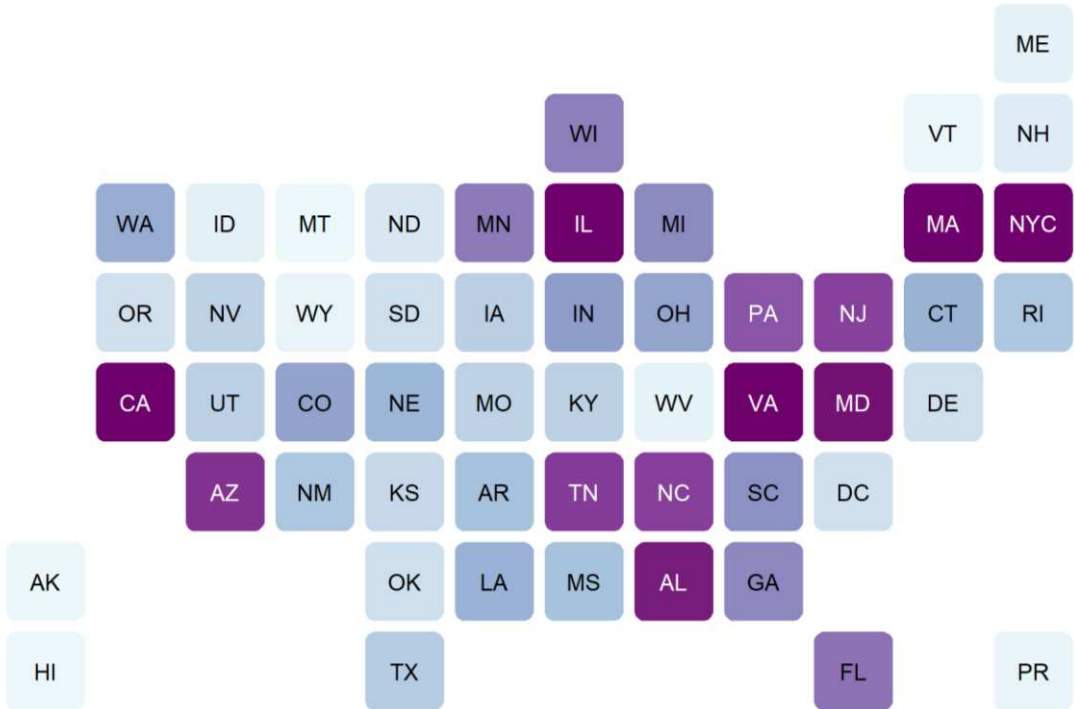 ME
WI VT NH
WA ID MT ND MN IL MI MA NYC
OR NV WY SD IA IN OH PA NJ CT RI
CA UT CO NE MO KY WV VA MD DE
AZ NM KS AR TN NC SC DC
AK OK LA MS AL GA
HI TX FL PR